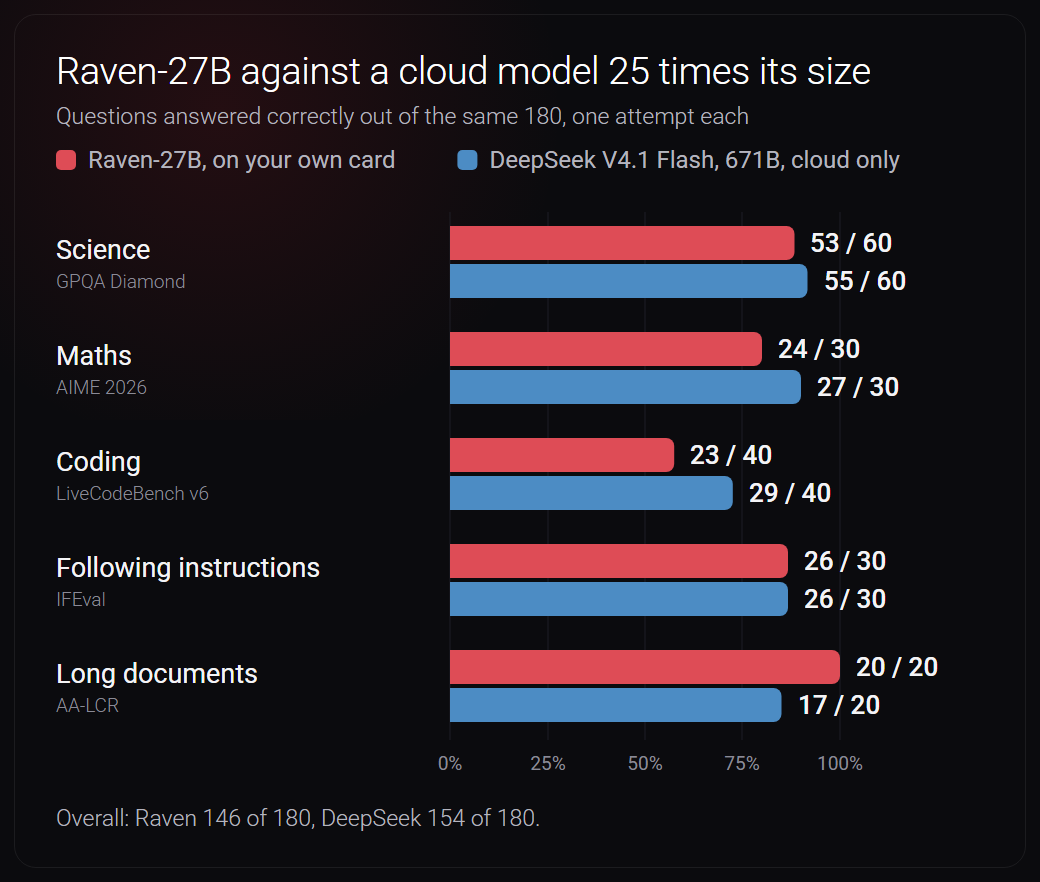 Raven-27B against a cloud model 25 times its size
Questions answered correctly out of the same 180, one attempt each
Raven-27B, on your own card
DeepSeek V4.1 Flash, 671B, cloud only
Science
GPQA Diamond
53 / 60
55 / 60
Maths
AIME 2026
24 / 30
27 / 30
Coding
LiveCodeBench v6
23 / 40
29 / 40
Following instructions
IFEval
26 / 30
26 / 30
Long documents
AA-LCR
20 / 20
17 / 20
0% 25% 50% 75% 100%
Overall: Raven 146 of 180, DeepSeek 154 of 180.